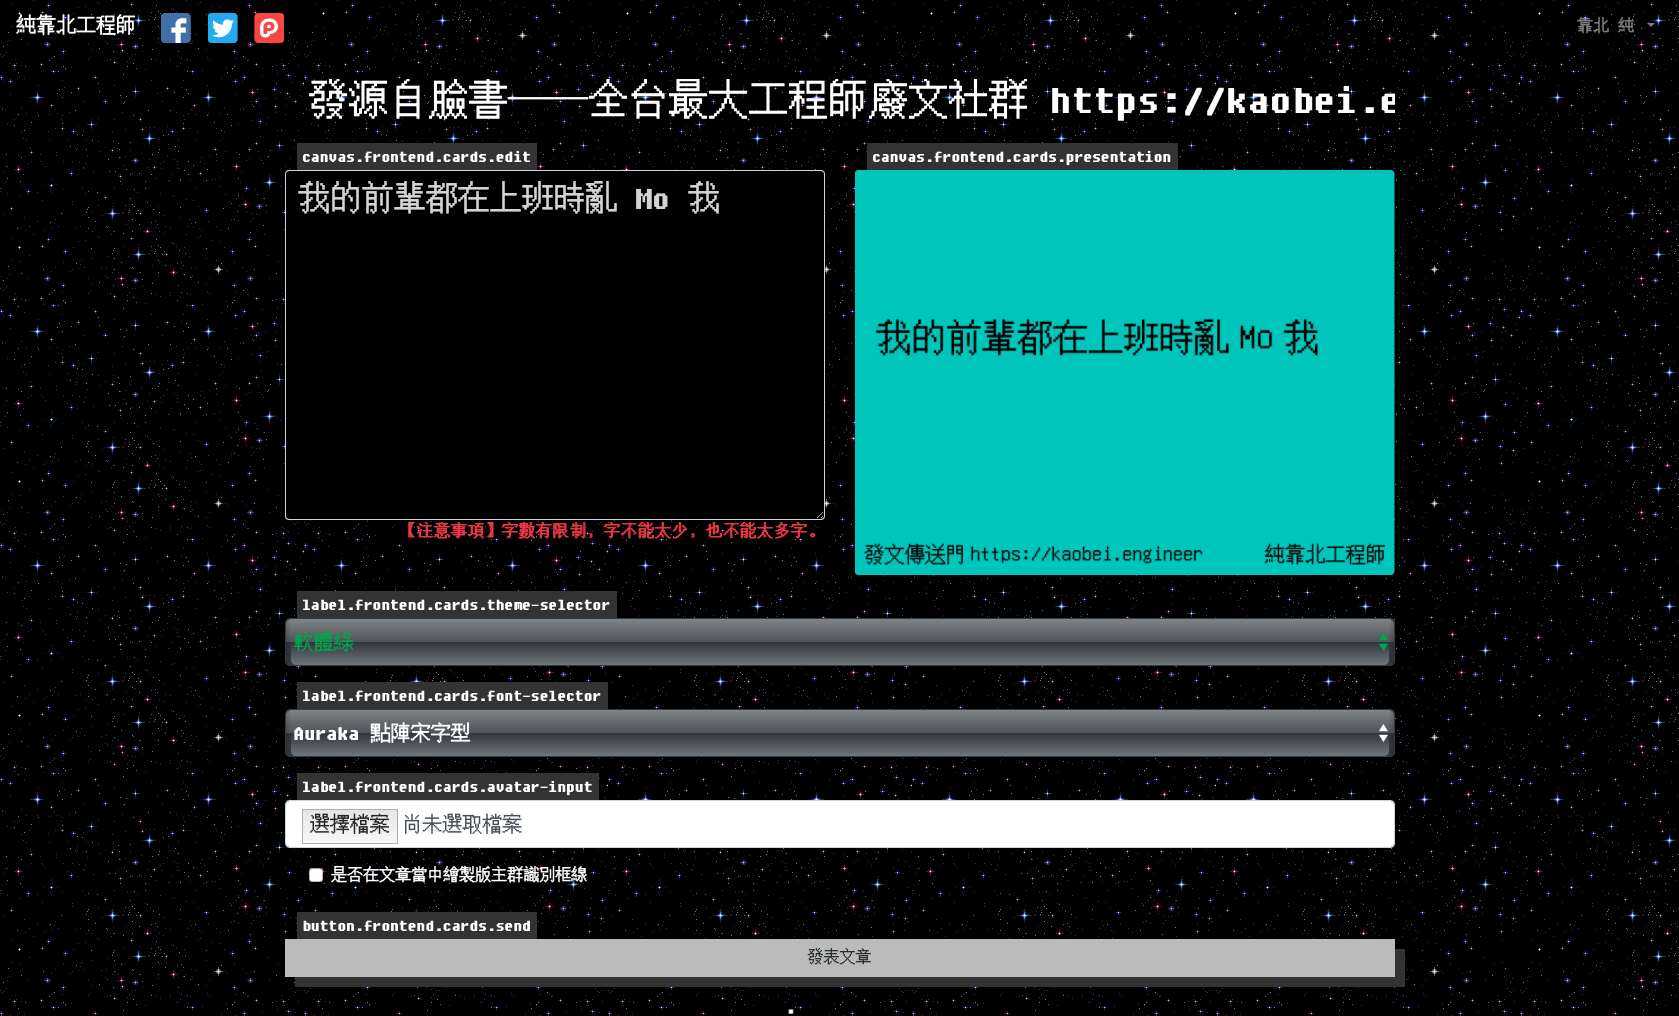 純靠北工程師
靠北 純
發源自臉書——全台最大工程師廢文社群 https://kaobei.e
canvas.frontend.cards.edit
canvas.frontend.cards.presentation
我的前輩都在上班時亂 Mo 我
我的前輩都在上班時亂 Mo 我
【注意事項】字數有限制，字不能太少，也不能太多字。
發文傳送門 https://kaobei.engineer
純靠北工程師
label.frontend.cards.theme-selector
軟體綠
label.frontend.cards.font-selector
Auraka 點陣宋字型
label.frontend.cards.avatar-input
選擇檔案 尚未選取檔案
是否在文章當中繪製版主群識別框線
button.frontend.cards.send
發表文章